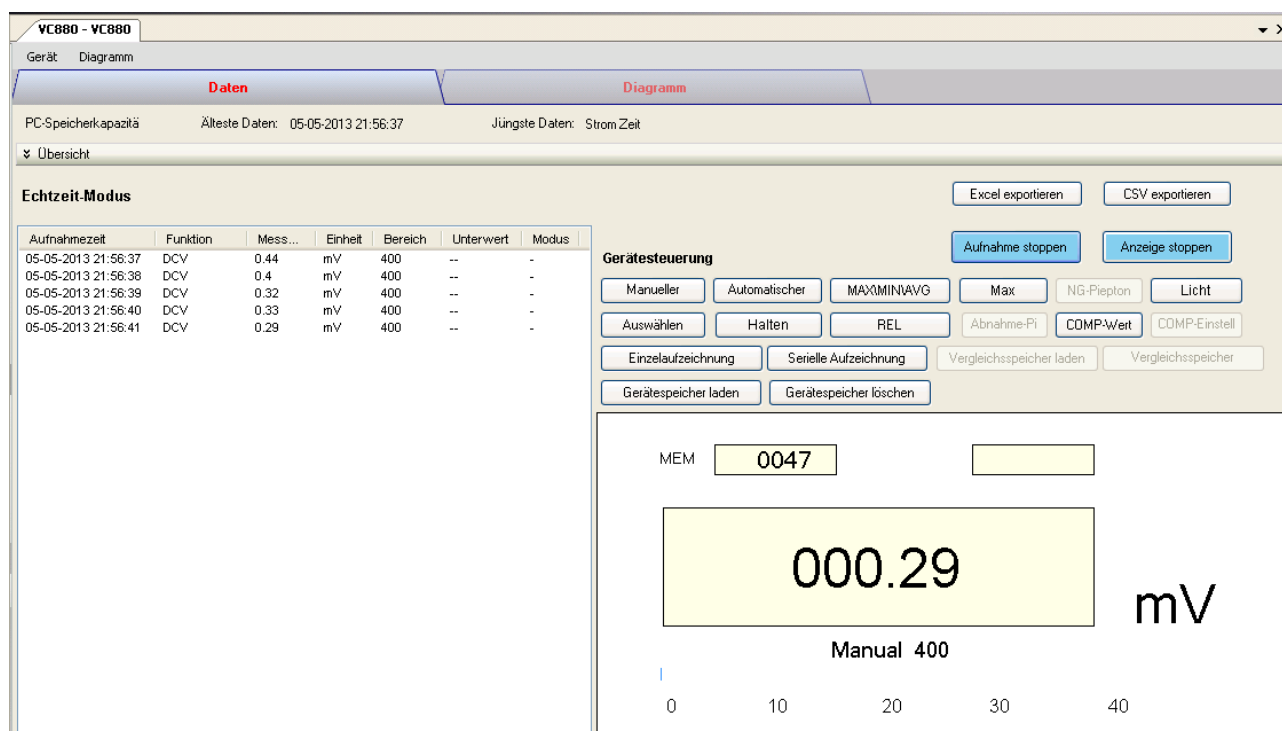 VC880 - VC880
Gerät Diagramm
Daten Diagramm
PC-Speicherkapazitä Älteste Daten: 05-05-2013 21:56:37 Jüngste Daten: Strom Zeit
Übersicht
Echtzeit-Modus
Excel exportieren CSV exportieren
Aufnahmezeit Funktion Mess... Einheit Bereich Unterwert Modus
05-05-2013 21:56:37 DCV 0.44 mV 400 -- -
05-05-2013 21:56:38 DCV 0.4 mV 400 -- -
05-05-2013 21:56:39 DCV 0.32 mV 400 -- -
05-05-2013 21:56:40 DCV 0.33 mV 400 -- -
05-05-2013 21:56:41 DCV 0.29 mV 400 -- -
Aufnahme stoppen Anzeige stoppen
Gerätesteuerung
Manueller Automatischer MAX\MIN\AVG Max NG-Piepton Licht
Auswählen Halten REL Abnahme-Pi COMP-Wert COMP-Einstell
Einzelaufzeichnung Serielle Aufzeichnung Vergleichsspeicher laden Vergleichsspeicher
Gerätespeicher laden Gerätespeicher löschen
MEM 0047
000.29
mV
Manual 400
0 10 20 30 40